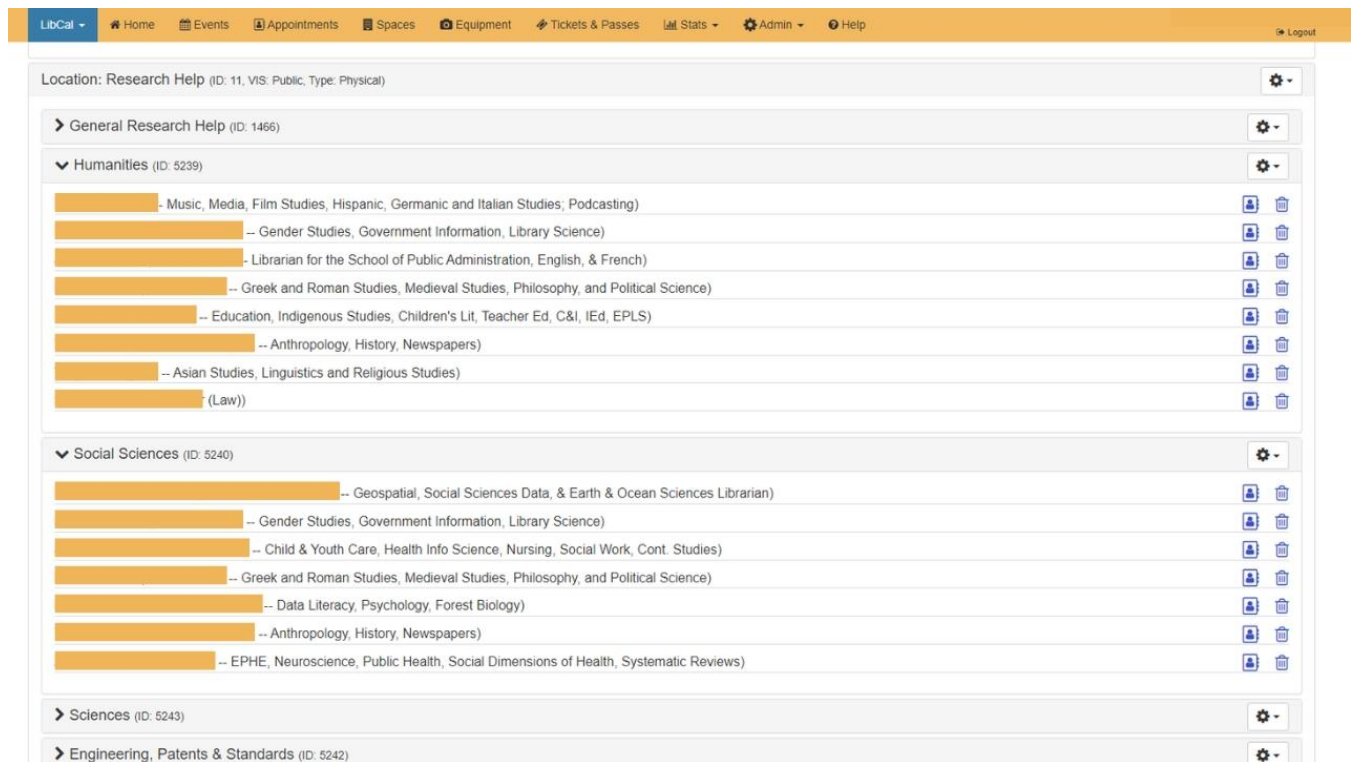 LibCal Home Events Appointments Spaces Equipment Tickets & Passes Stats Admin Help Logout
Location: Research Help (ID: 11, VIS: Public, Type: Physical)
General Research Help (ID: 1466)
Humanities (ID: 5239)
- Music, Media, Film Studies, Hispanic, Germanic and Italian Studies; Podcasting)
-- Gender Studies, Government Information, Library Science)
- Librarian for the School of Public Administration, English, & French)
-- Greek and Roman Studies, Medieval Studies, Philosophy, and Political Science)
-- Education, Indigenous Studies, Children's Lit, Teacher Ed, C&I, IEd, EPLS)
-- Anthropology, History, Newspapers)
-- Asian Studies, Linguistics and Religious Studies)
(Law))
Social Sciences (ID: 5240)
-- Geospatial, Social Sciences Data, & Earth & Ocean Sciences Librarian)
-- Gender Studies, Government Information, Library Science)
-- Child & Youth Care, Health Info Science, Nursing, Social Work, Cont. Studies)
-- Greek and Roman Studies, Medieval Studies, Philosophy, and Political Science)
-- Data Literacy, Psychology, Forest Biology)
-- Anthropology, History, Newspapers)
-- EPHE, Neuroscience, Public Health, Social Dimensions of Health, Systematic Reviews)
Sciences (ID: 5243)
Engineering, Patents & Standards (ID: 5242)